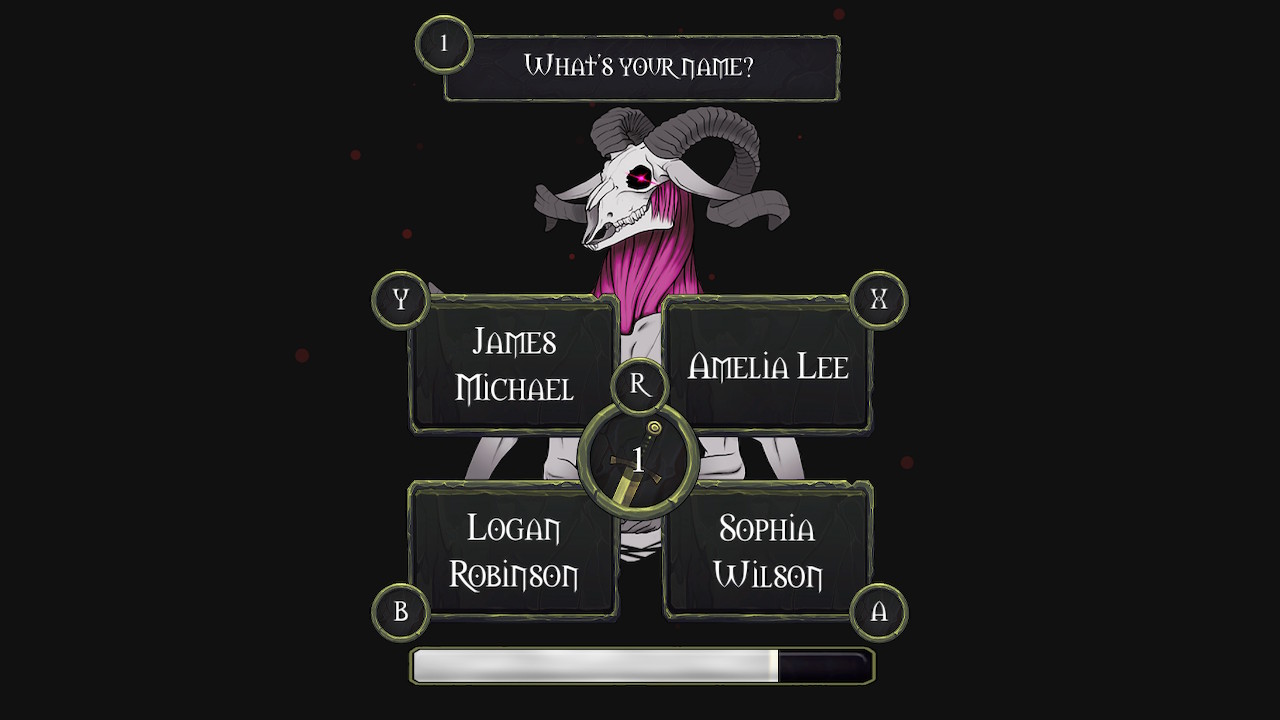 1
What's your name?
Y
X
James
Michael
Amelia Lee
R
1
Logan
Robinson
Sophia
Wilson
B
A